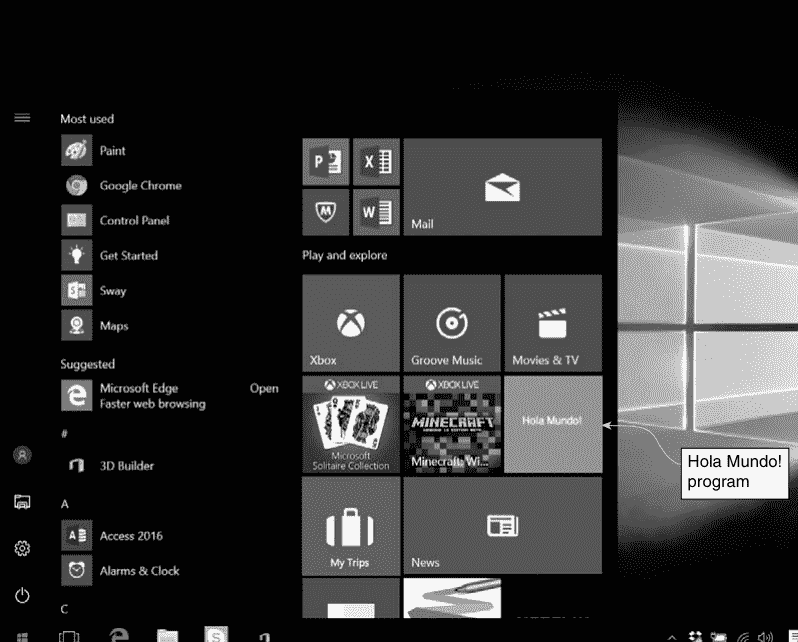 Most used
Paint
Google Chrome
Control Panel
Get Started
Sway
Maps
Suggested
Microsoft Edge
Open
Faster web browsing
#
3D Builder
A
Access 2016
Alarms & Clock
C
P
X
W
Mail
Play and explore
Xbox
Groove Music
Movies & TV
XBOX LIVE
Microsoft
Solitaire Collection
XBOX LIVE
MINECRAFT
Minecraft: Wi...
Hola Mundo!
My Trips
News
Hola Mundo!
program